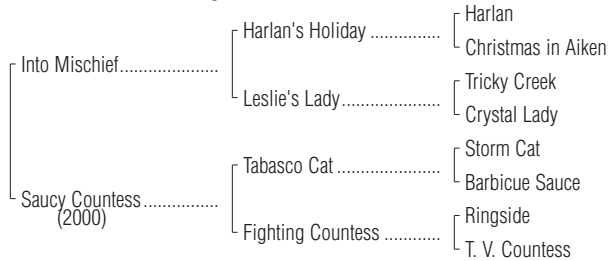 Harlan
Harlan's Holiday ................
Christmas in Aiken
Into Mischief.....................
Tricky Creek
Leslie's Lady.....................
Crystal Lady
Storm Cat
Tabasco Cat ......................
Barbicue Sauce
Saucy Countess................
(2000)
Ringside
Fighting Countess ............
T. V. Countess